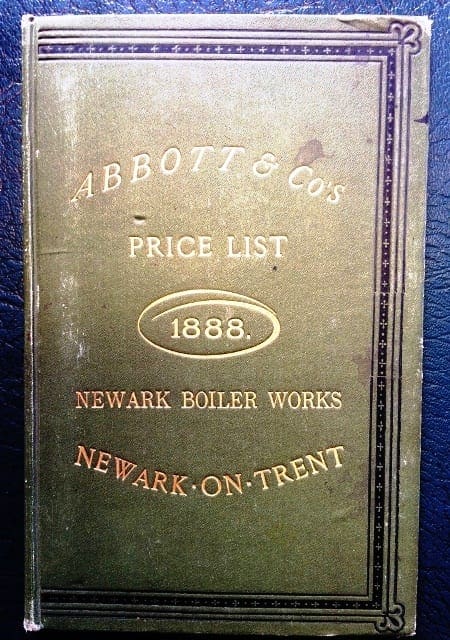 ABBOTT & Co's
PRICE LIST
1888.
NEWARK BOILER WORKS
NEWARK·ON·TRENT